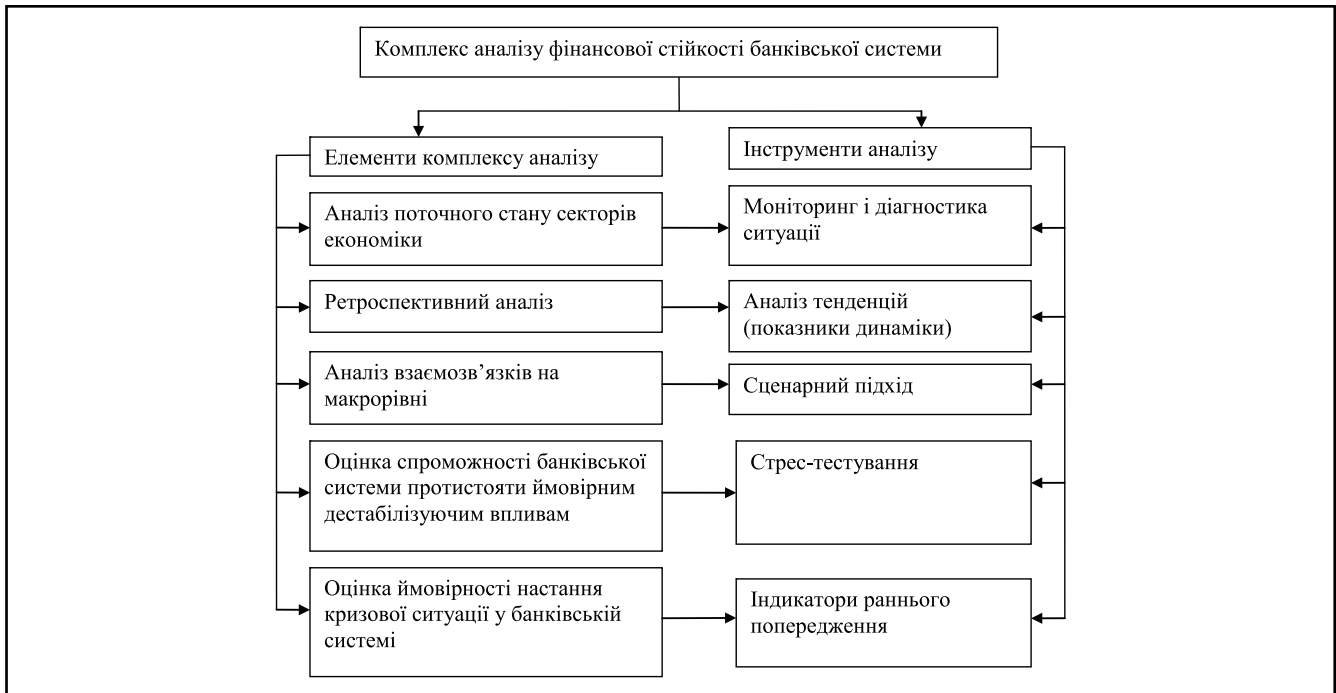 Комплекс аналізу фінансової стійкості банківської системи
Елементи комплексу аналізу
Інструменти аналізу
Аналіз поточного стану секторів
економіки
Моніторинг і діагностика
ситуації
Ретроспективний аналіз
Аналіз тенденцій
(показники динаміки)
Аналіз взаємозв’язків на
макрорівні
Сценарний підхід
Оцінка спроможності банківської
системи протистояти ймовірним
дестабілізуючим впливам
Стрес-тестування
Оцінка ймовірності настання
кризової ситуації у банківській
системі
Індикатори раннього
попередження